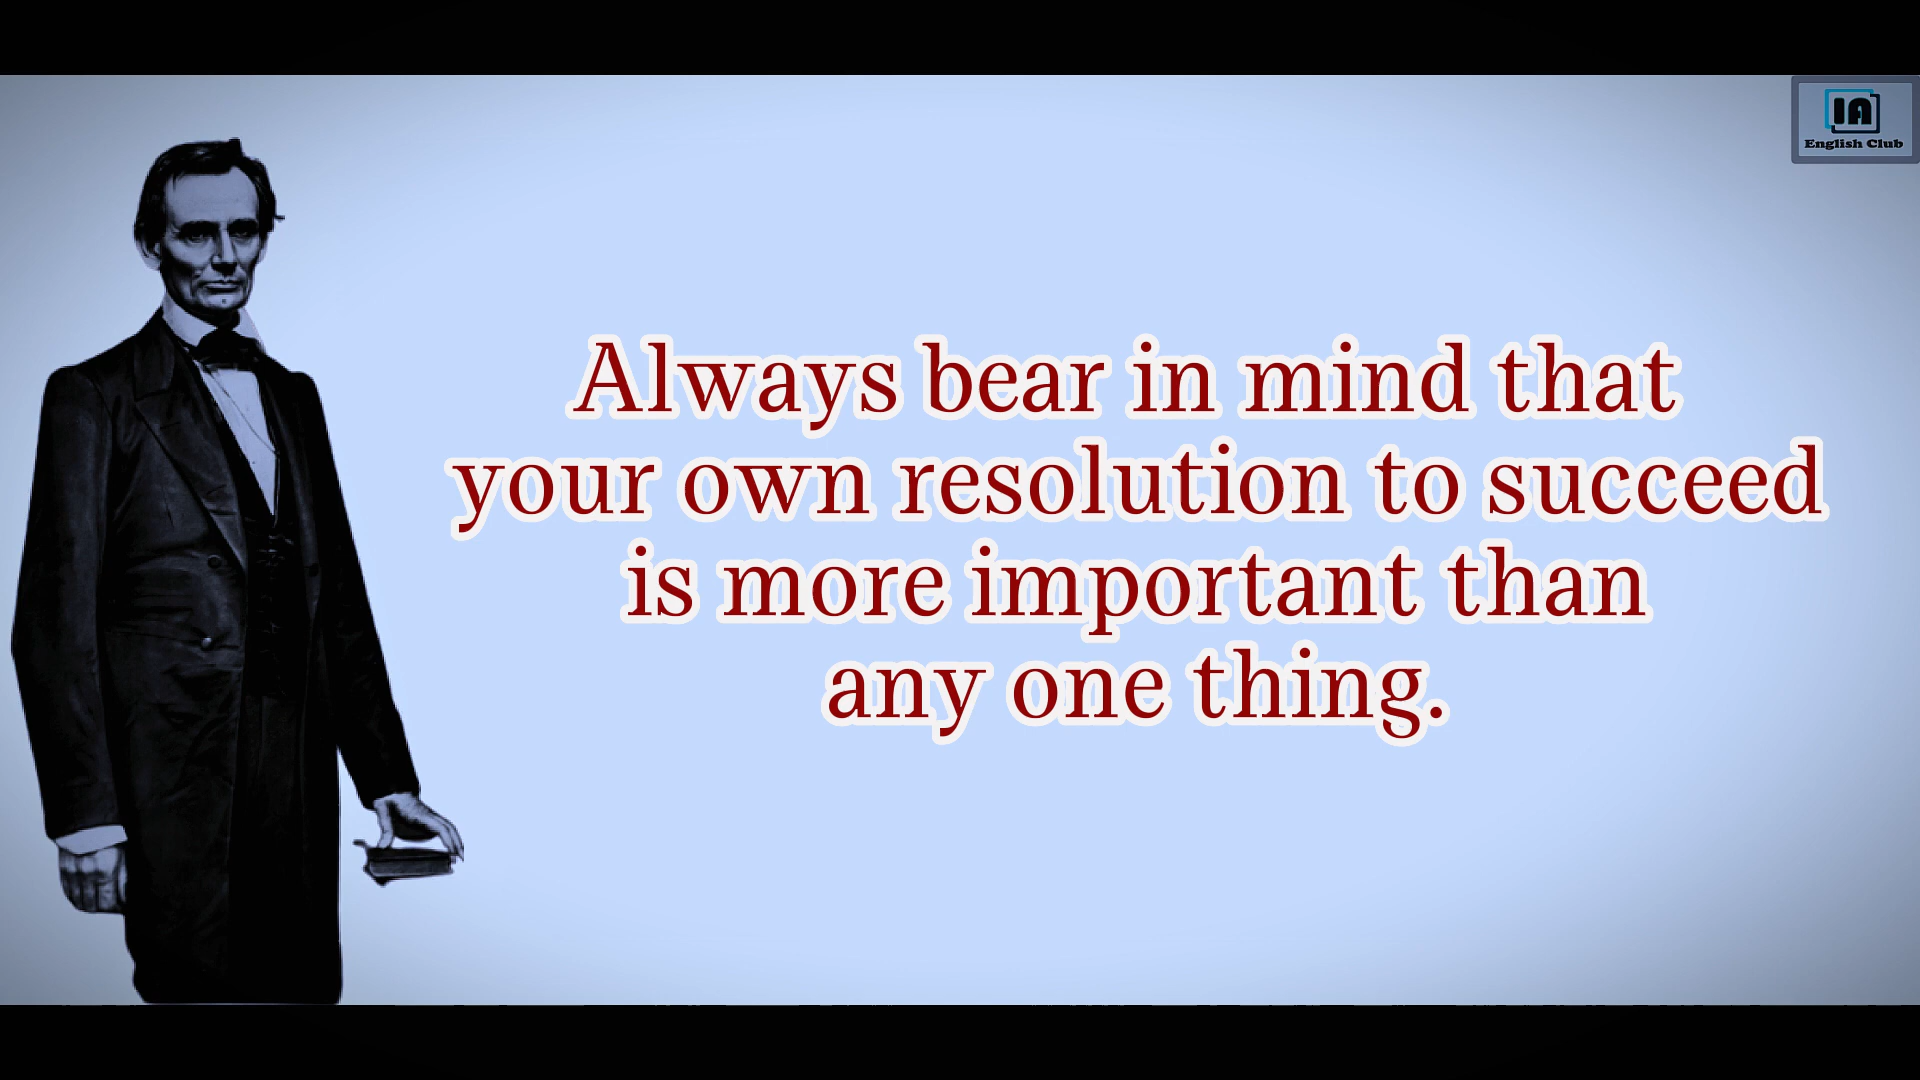 IA
English Club
Always bear in mind that
your own resolution to succeed
is more important than
any one thing.